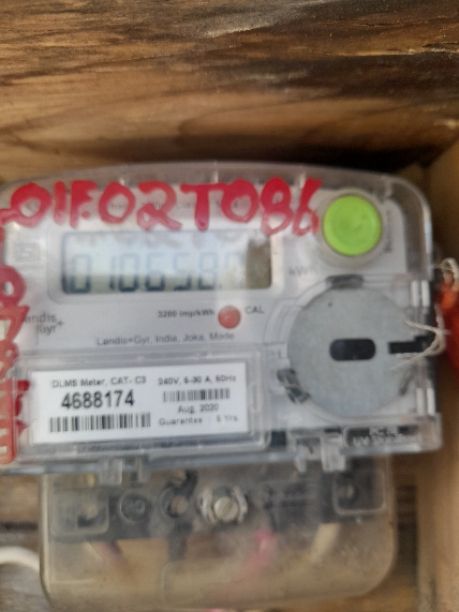 01F02T086
010658.
kWh
3200 imp/kWh CAL
Landis
Gyr+
Landis+Gyr, India, Joka, Mode
DLMS Meter, CAT- C3 240V, 5-30 A, 50Hz
4688174
Aug, 2020
Guarantee : 5 Yrs.